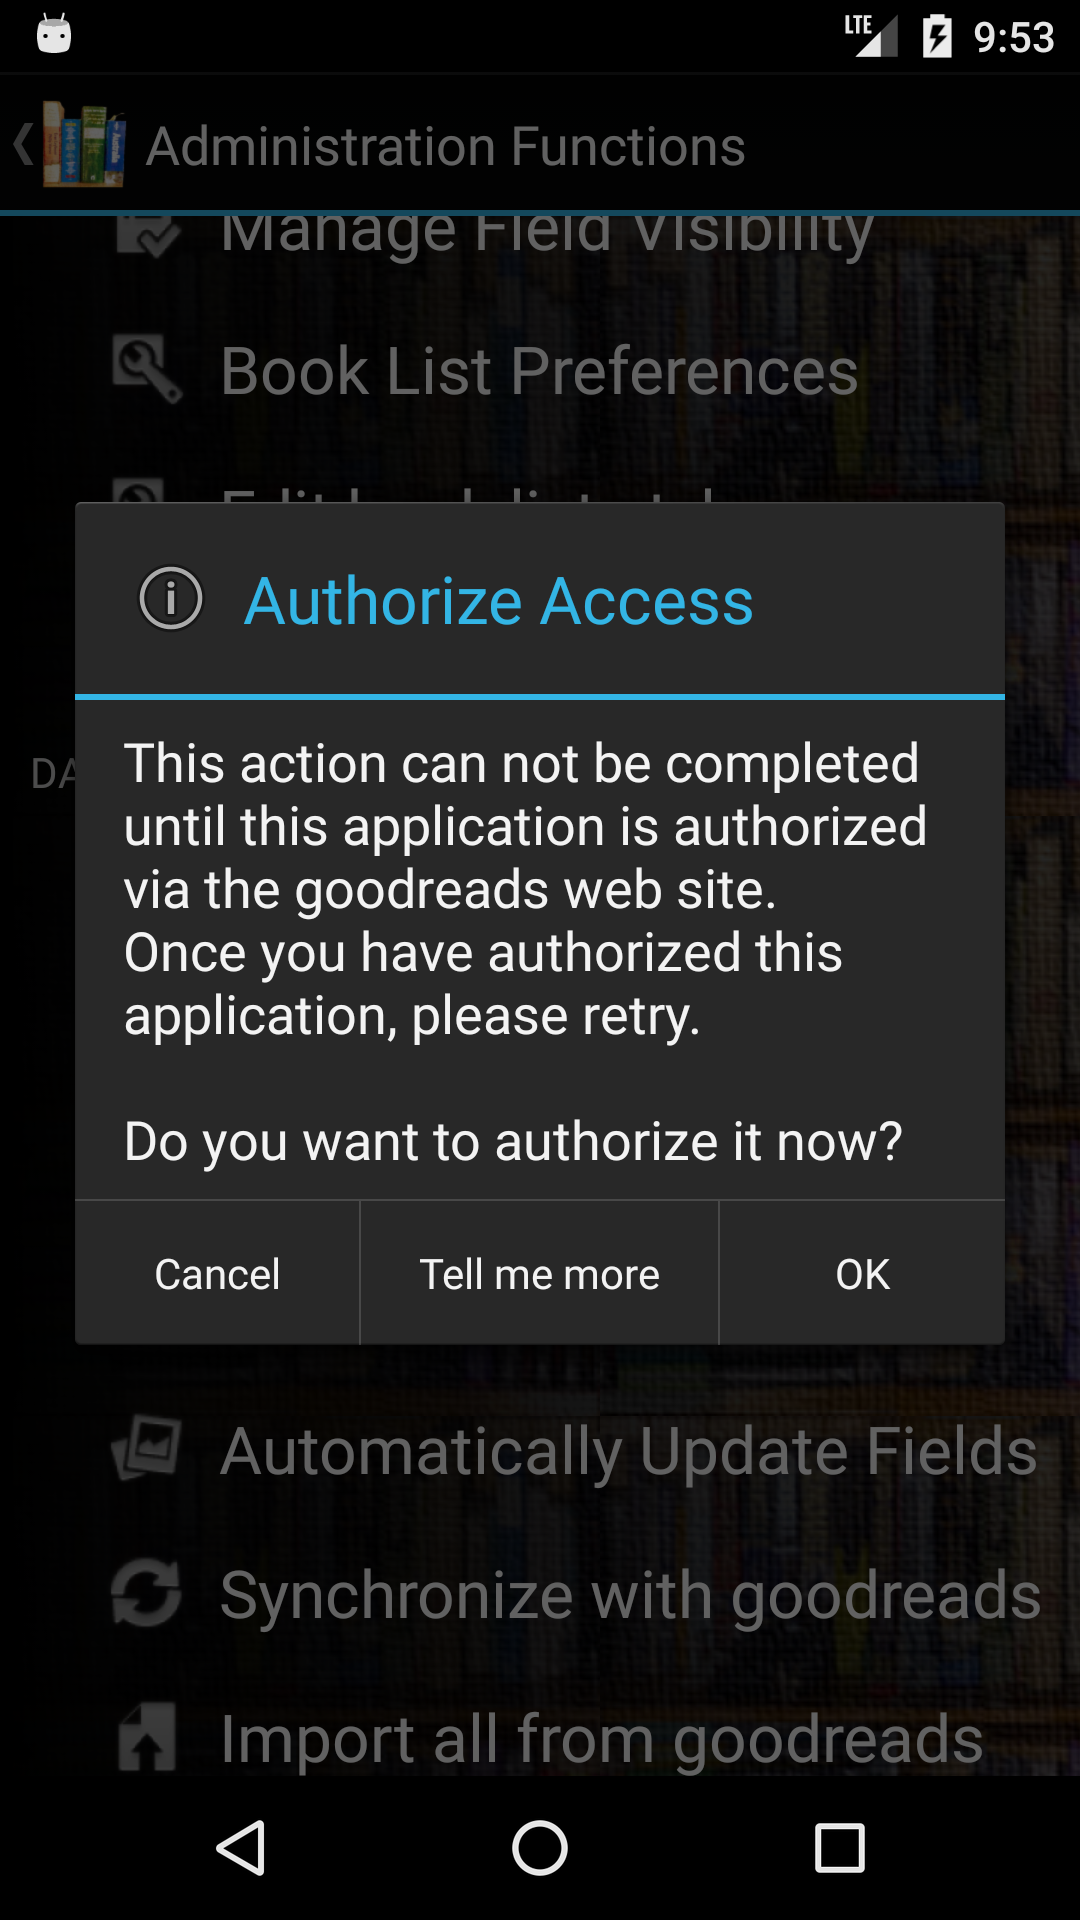 LTE 9:53
Administration Functions
Manage Field Visibility
Book List Preferences
Authorize Access
This action can not be completed
until this application is authorized
via the goodreads web site.
Once you have authorized this
application, please retry.
Do you want to authorize it now?
Cancel Tell me more OK
Automatically Update Fields
Synchronize with goodreads
Import all from goodreads